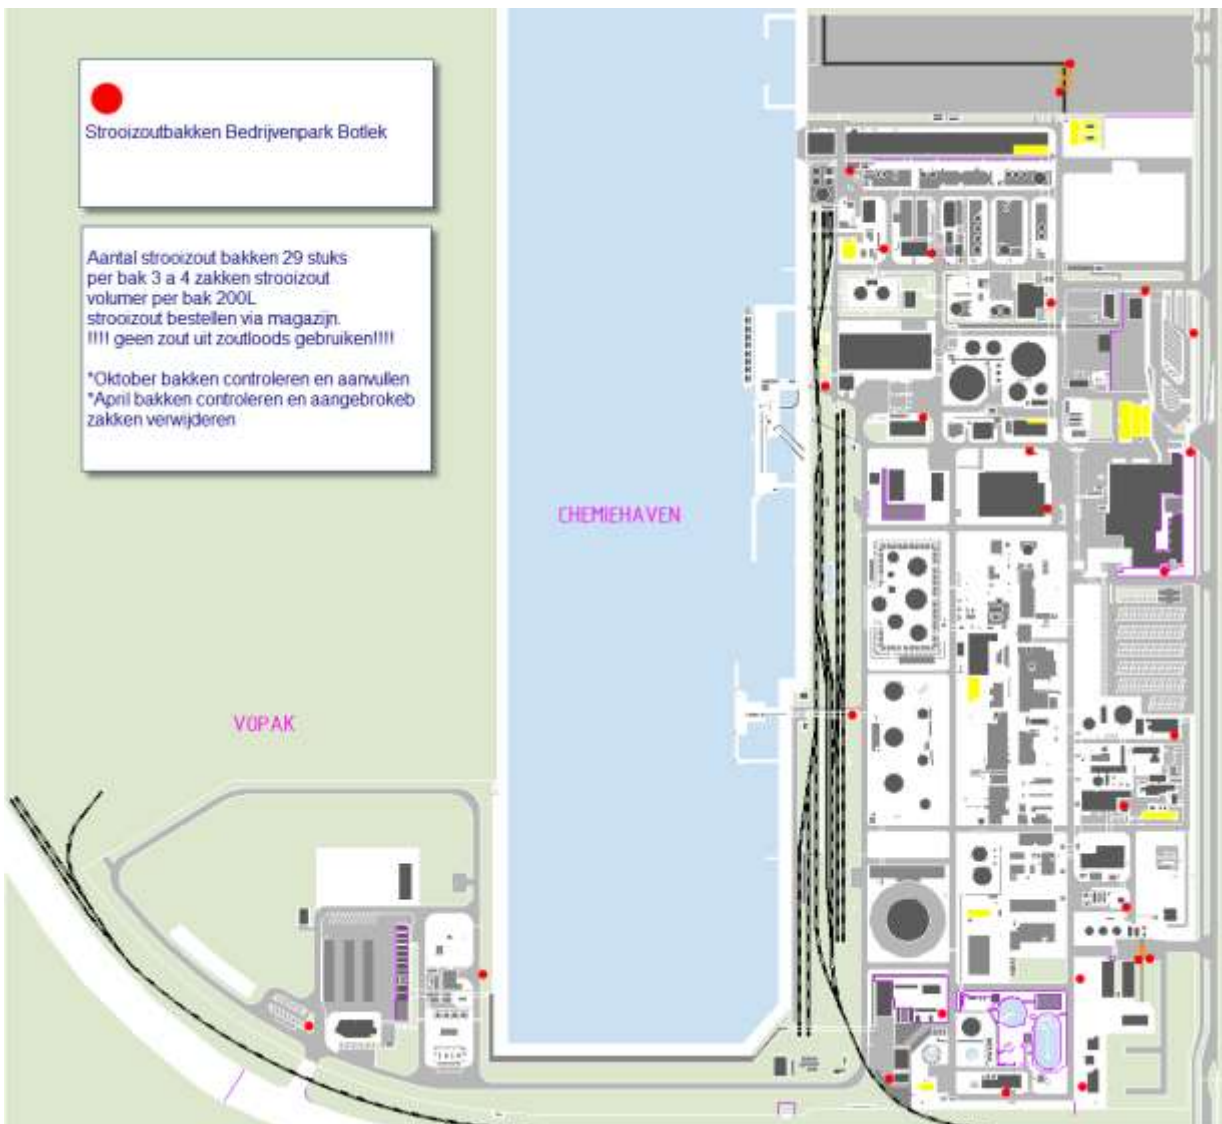 Strooizoutbakken Bedrijvenpark Botlek
Aantal strooizout bakken 29 stuks
per bak 3 a 4 zakken strooizout
volumer per bak 200L
strooizout bestellen via magazijn.
!!!! geen zout uit zoutloods gebruiken!!!!
*Oktober bakken controleren en aanvullen
*April bakken controleren en aangebrokeb
zakken verwijderen
CHEMIEHAVEN
VOPAK